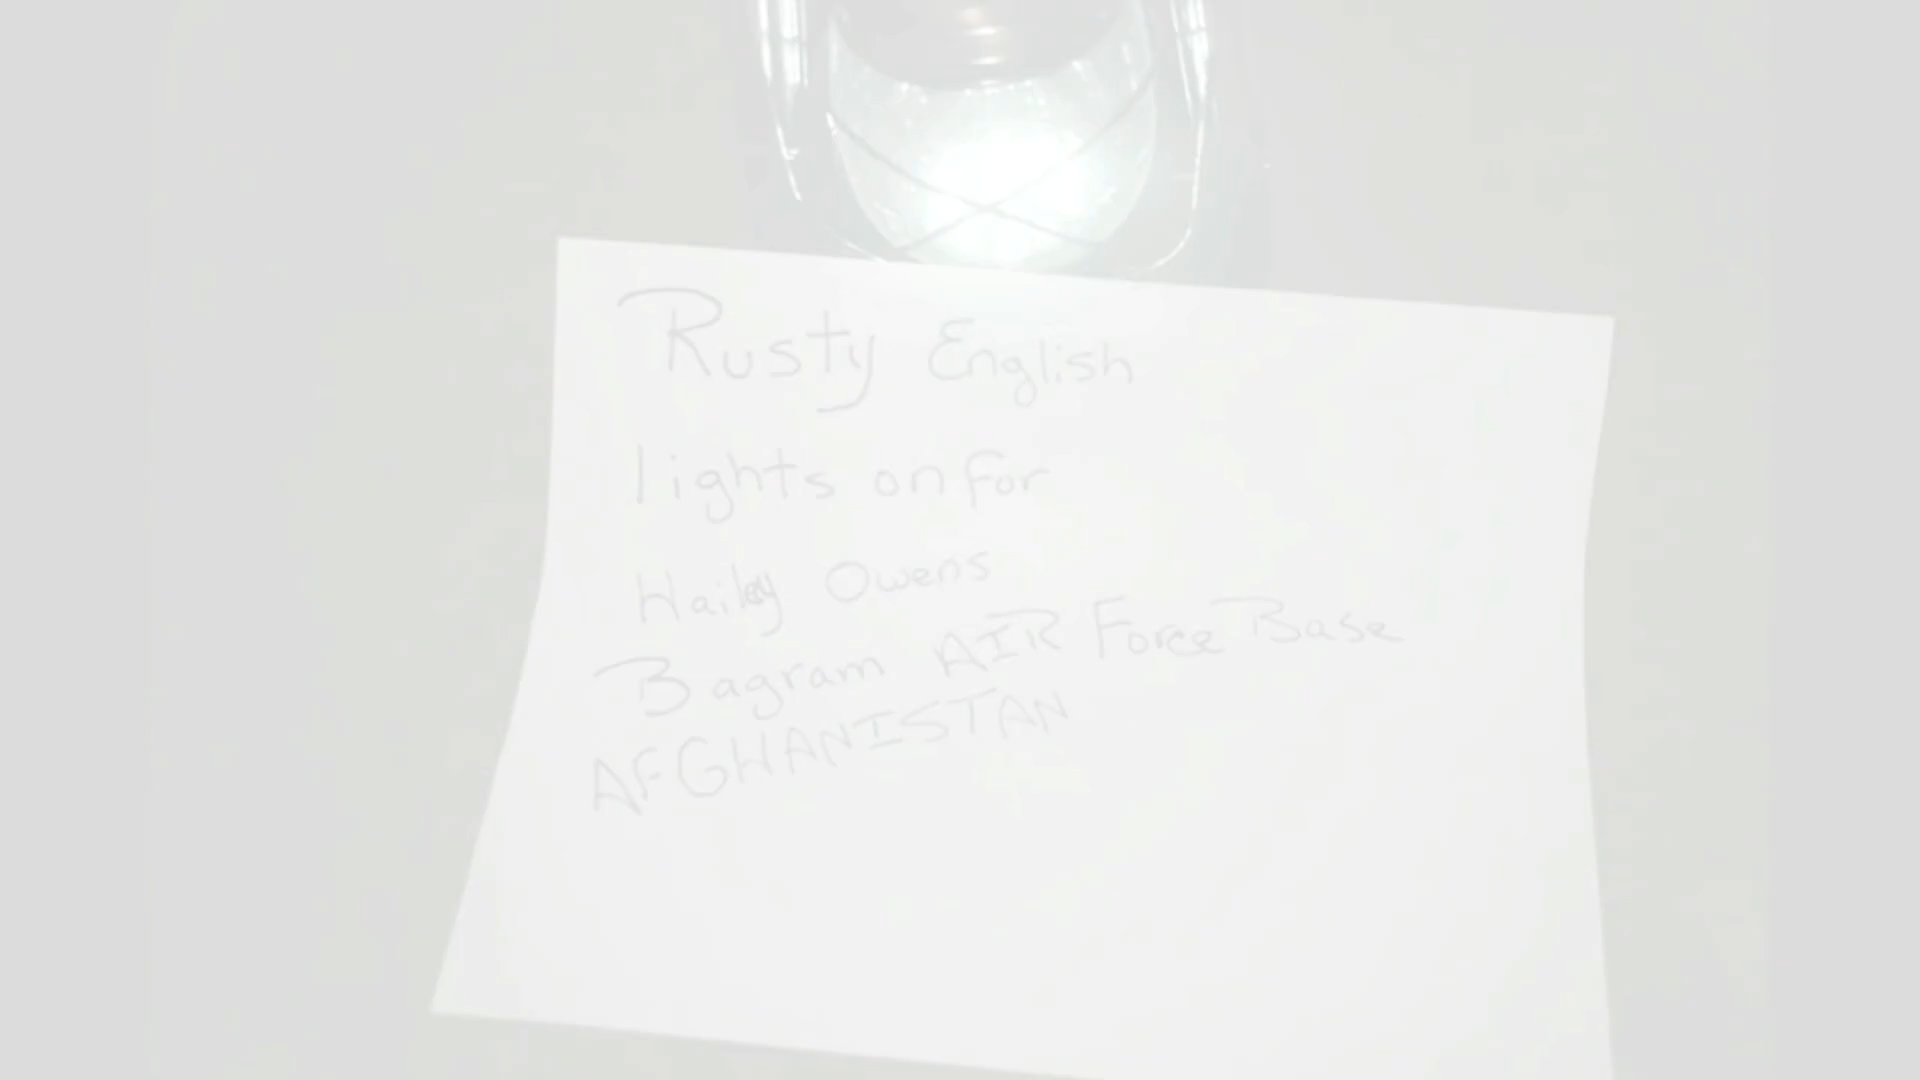 Rusty English
lights on for
Hailey Owens
Bagram AIR Force Base
AFGHANISTAN